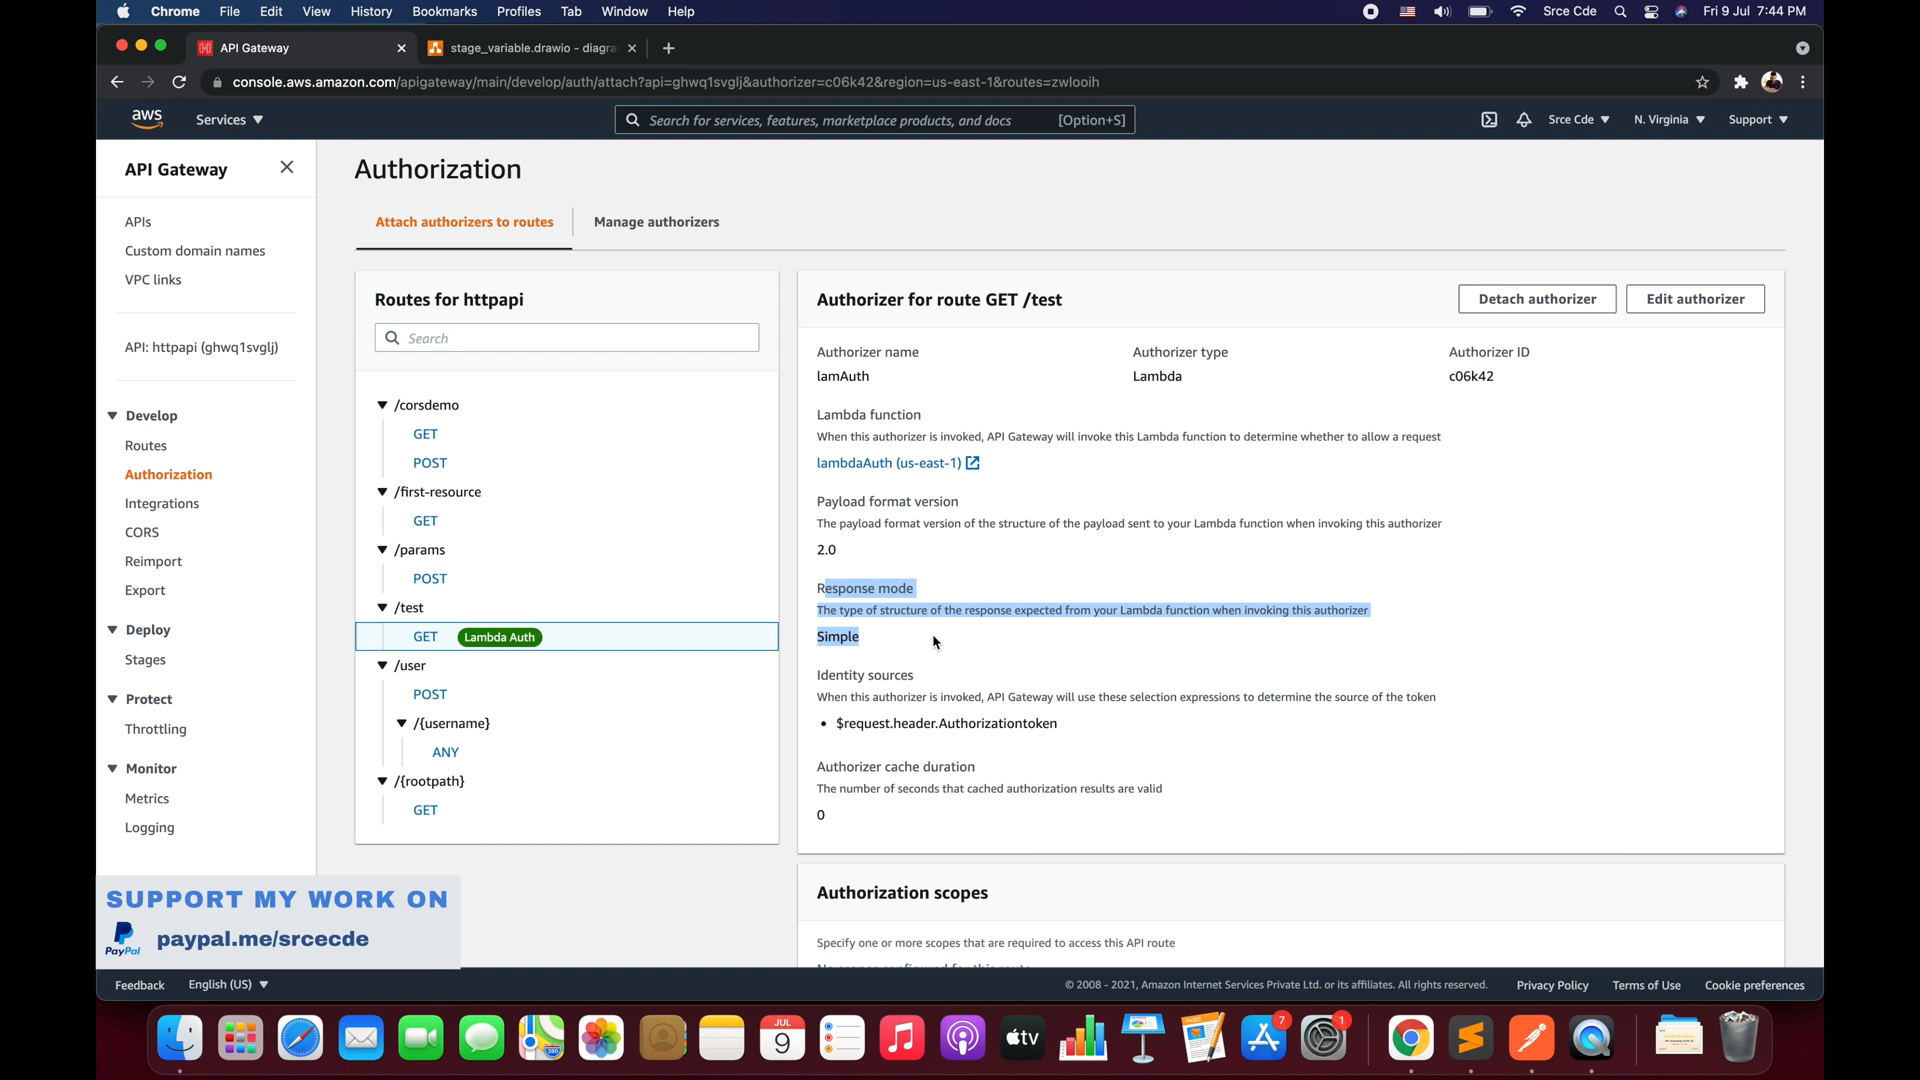 Chrome File Edit View History Bookmarks Profiles Tab Window Help Srce Cde Fri 9 Jul 7:44 PM
API Gateway stage_variable.drawio - diagra
console.aws.amazon.com/apigateway/main/develop/auth/attach?api=ghwq1svglj&authorizer=c06k42&region=us-east-1&routes=zwlooih
aws Services Search for services, features, marketplace products, and docs [Option+S] Srce Cde N. Virginia Support
API Gateway
APIs
Custom domain names
VPC links
API: httpapi (ghwq1svglj)
Develop
Routes
Authorization
Integrations
CORS
Reimport
Export
Deploy
Stages
Protect
Throttling
Monitor
Metrics
Logging
Authorization
Attach authorizers to routes Manage authorizers
Routes for httpapi
Search
/corsdemo
GET
POST
/first-resource
GET
/params
POST
/test
GET Lambda Auth
/user
POST
/{username}
ANY
/{rootpath}
GET
Authorizer for route GET /test Detach authorizer Edit authorizer
Authorizer name Authorizer type Authorizer ID
lamAuth Lambda c06k42
Lambda function
When this authorizer is invoked, API Gateway will invoke this Lambda function to determine whether to allow a request
lambdaAuth (us-east-1)
Payload format version
The payload format version of the structure of the payload sent to your Lambda function when invoking this authorizer
2.0
Response mode
The type of structure of the response expected from your Lambda function when invoking this authorizer
Simple
Identity sources
When this authorizer is invoked, API Gateway will use these selection expressions to determine the source of the token
• $request.header.Authorizationtoken
Authorizer cache duration
The number of seconds that cached authorization results are valid
0
Authorization scopes
Specify one or more scopes that are required to access this API route
SUPPORT MY WORK ON
PayPal paypal.me/srcecde
Feedback English (US) © 2008 - 2021, Amazon Internet Services Private Ltd. or its affiliates. All rights reserved. Privacy Policy Terms of Use Cookie preferences
JUL
9
tv
7
1